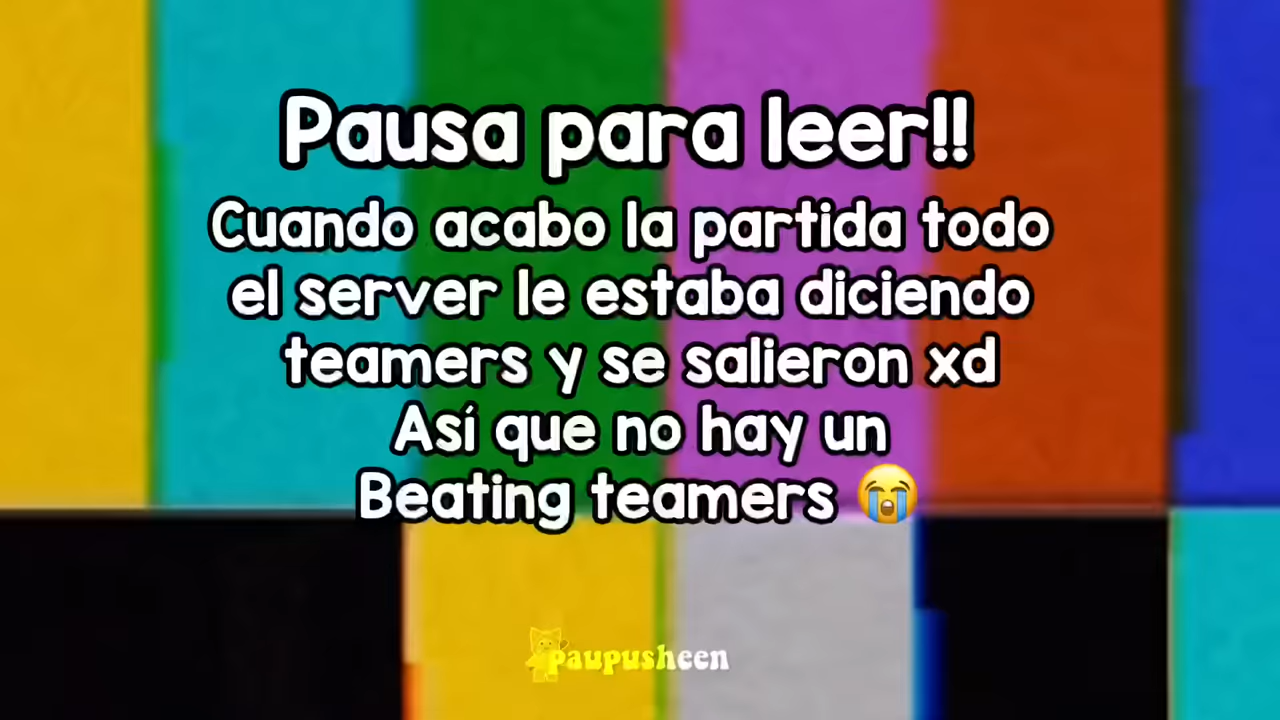 Pausa para leer!!
Cuando acabo la partida todo
el server le estaba diciendo
teamers y se salieron xd
Así que no hay un
Beating teamers 😭
paupusheen